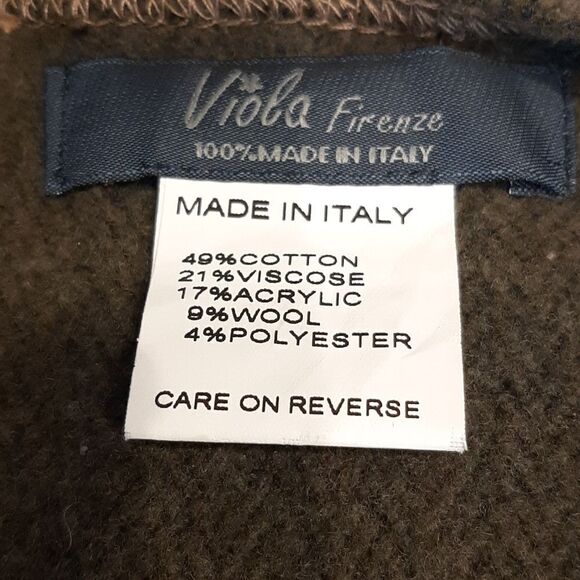 Viola Firenze
100% MADE IN ITALY
MADE IN ITALY
49%COTTON
21%VISCOSE
17%ACRYLIC
9%WOOL
4%POLYESTER
CARE ON REVERSE